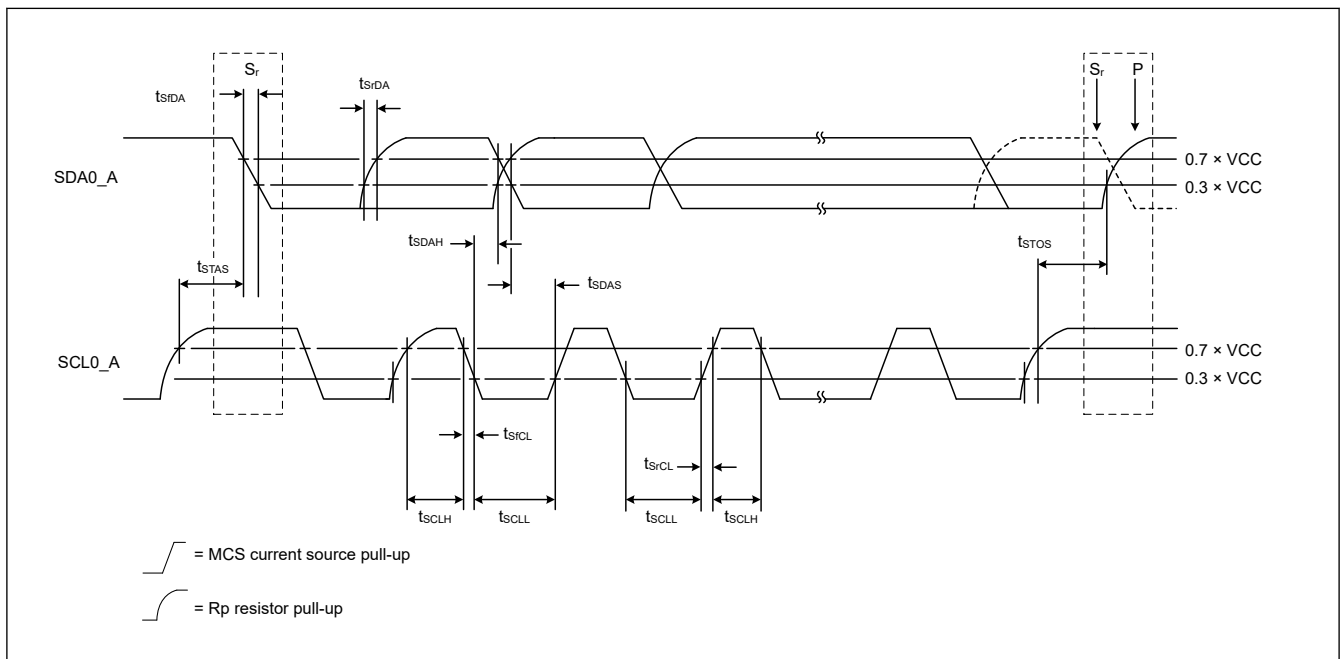 Sr
Sr
P
tSfDA
tSrDA
0.7 × VCC
SDA0_A
0.3 × VCC
tSDAH
tSTOS
tSTAS
tSDAS
SCL0_A
0.7 × VCC
0.3 × VCC
tSfCL
tSrCL
tSCLH
tSCLL
tSCLL
tSCLH
= MCS current source pull-up
= Rp resistor pull-up